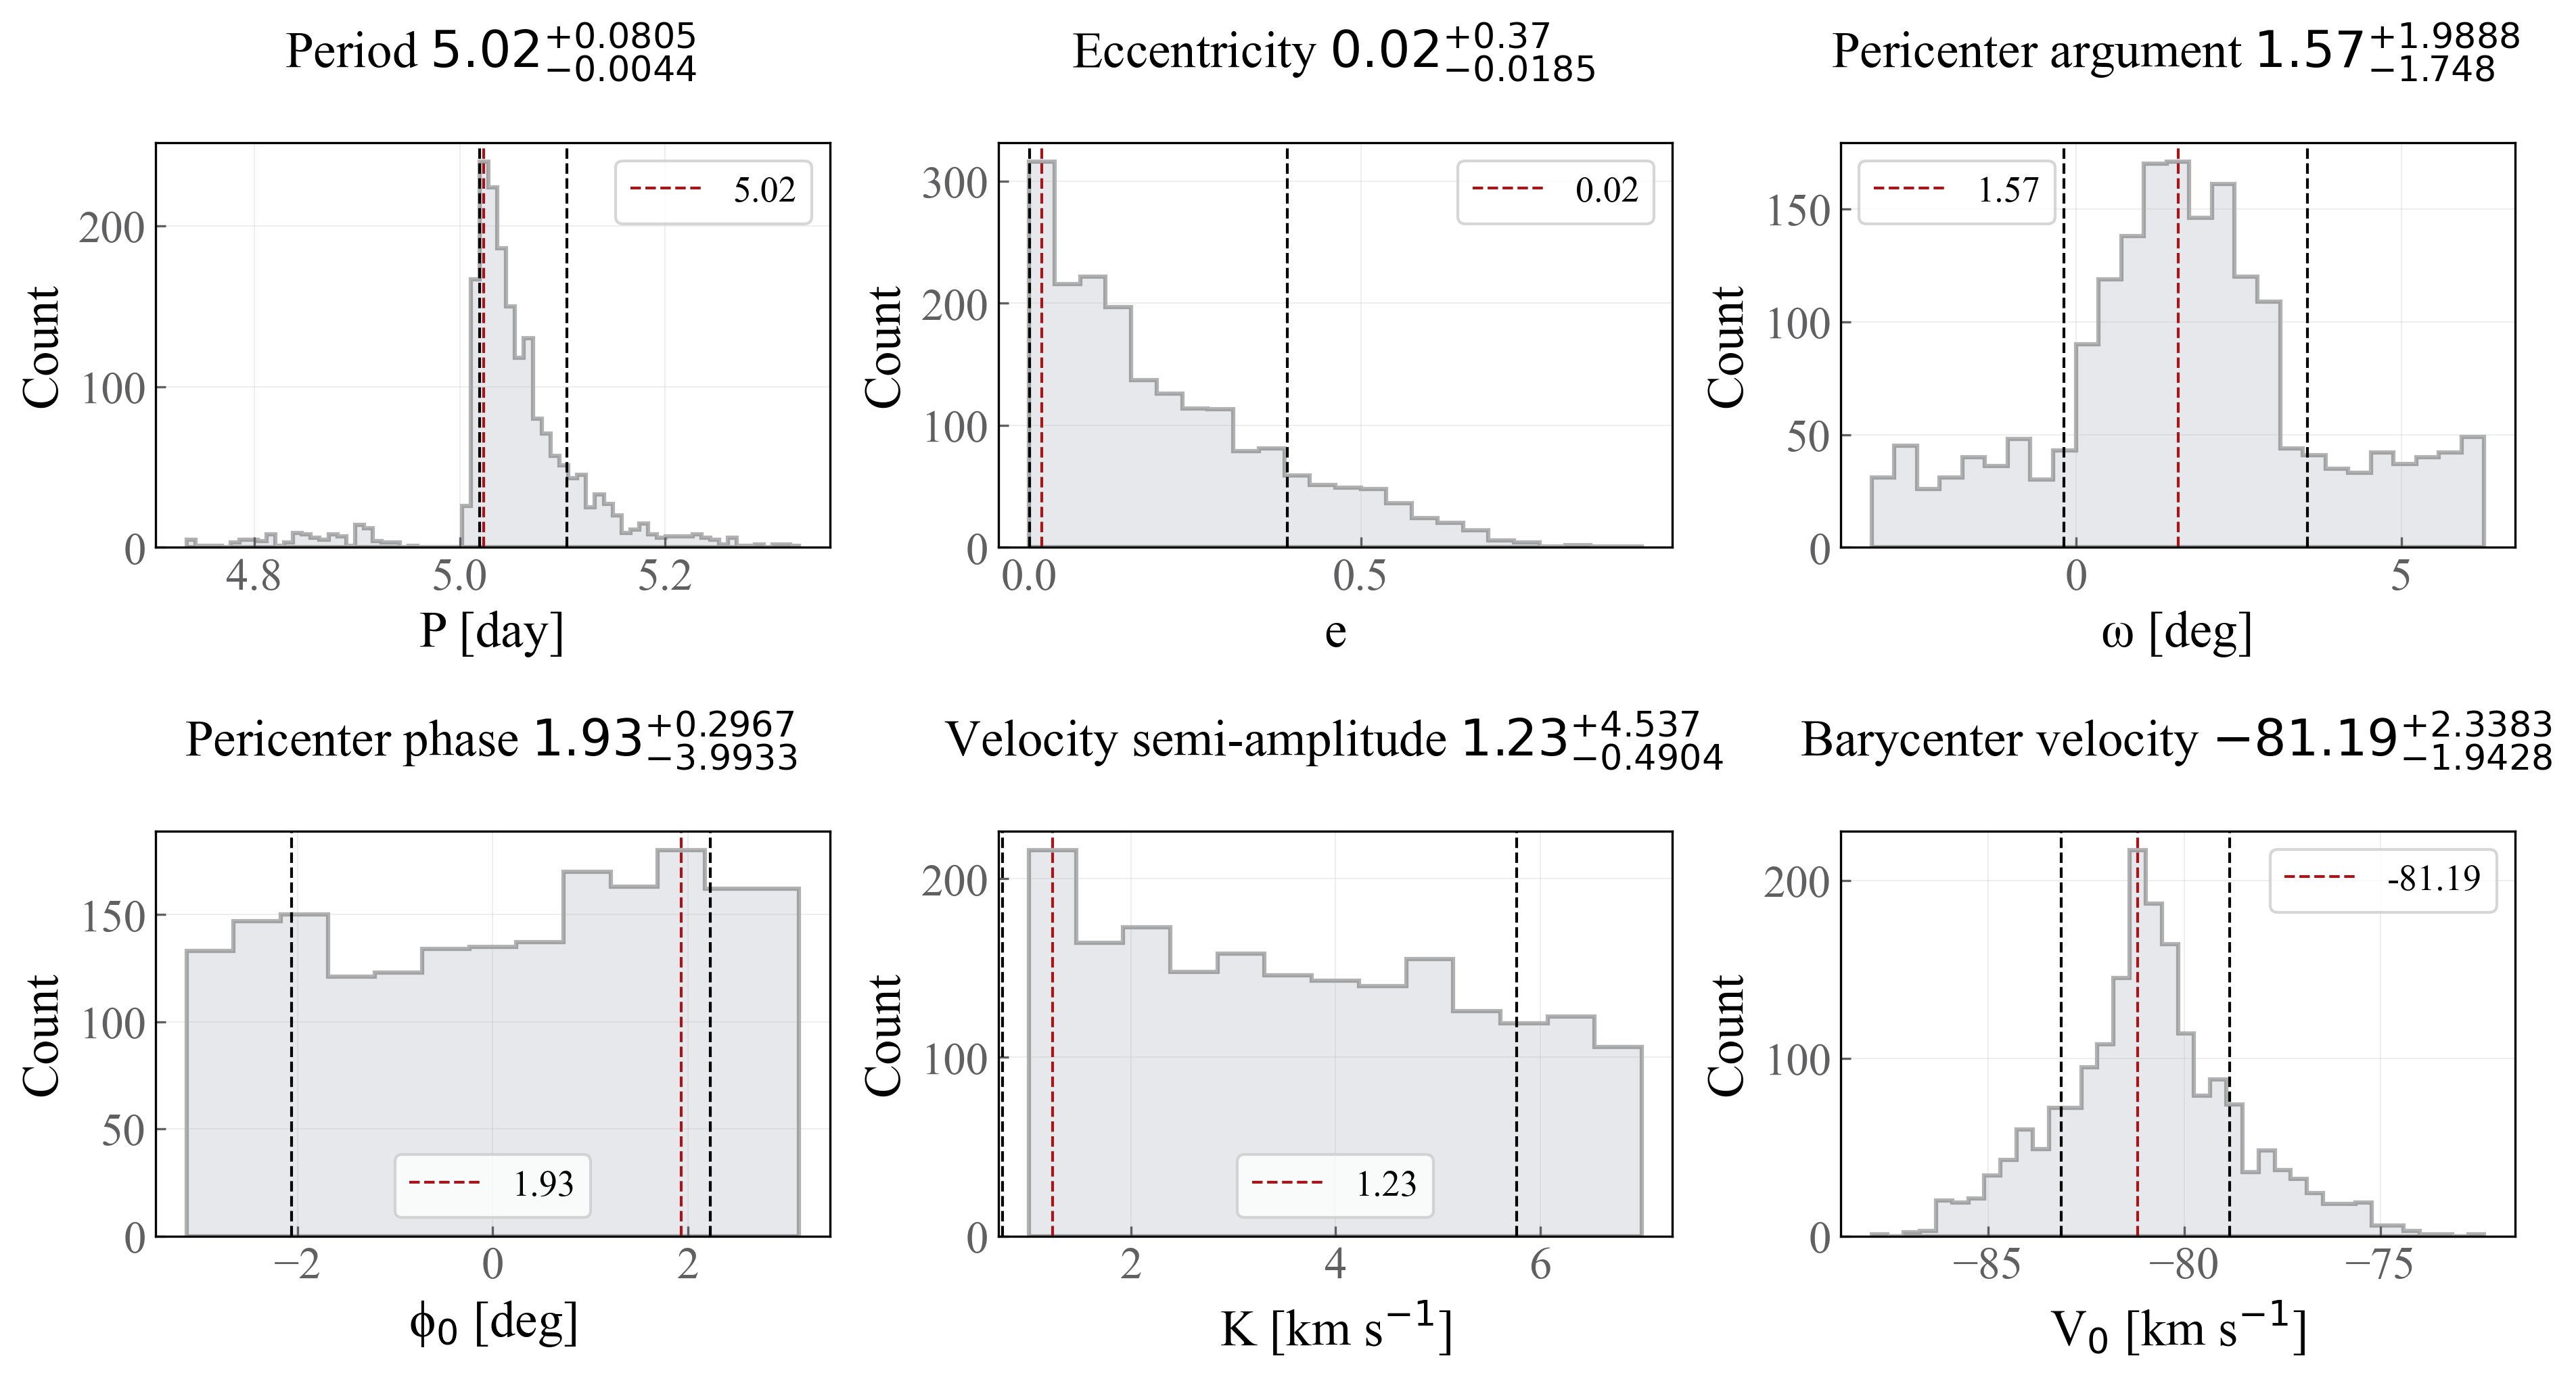 Period 5.02 +0.0805 −0.0044
Eccentricity 0.02 +0.37 −0.0185
Pericenter argument 1.57 +1.9888 −1.748
Count
200
100
0
4.8 5.0 5.2
P [day]
5.02
Count
300
200
100
0
0.0 0.5
e
0.02
Count
150
100
50
0
0 5
ω [deg]
1.57
Pericenter phase 1.93 +0.2967 −3.9933
Velocity semi-amplitude 1.23 +4.537 −0.4904
Barycenter velocity −81.19 +2.3383 −1.9428
Count
150
100
50
0
−2 0 2
ϕ0 [deg]
1.93
Count
200
100
0
2 4 6
K [km s−1]
1.23
Count
200
100
0
−85 −80 −75
V0 [km s−1]
-81.19